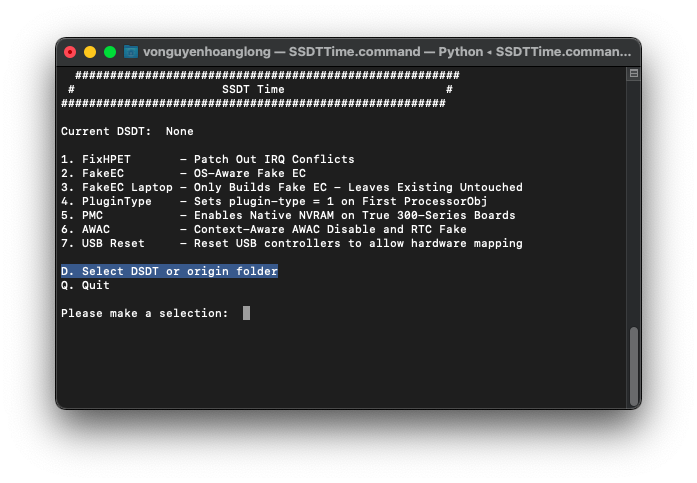 vonguyenhoanglong — SSDTTime.command — Python ◂ SSDTTime.comman...
#######################################################
# SSDT Time #
#######################################################
Current DSDT: None
1. FixHPET – Patch Out IRQ Conflicts
2. FakeEC – OS-Aware Fake EC
3. FakeEC Laptop – Only Builds Fake EC – Leaves Existing Untouched
4. PluginType – Sets plugin-type = 1 on First ProcessorObj
5. PMC – Enables Native NVRAM on True 300-Series Boards
6. AWAC – Context-Aware AWAC Disable and RTC Fake
7. USB Reset – Reset USB controllers to allow hardware mapping
D. Select DSDT or origin folder
Q. Quit
Please make a selection: